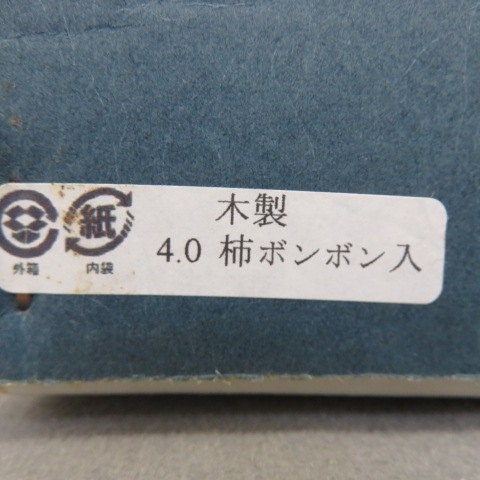 木製
4.0 柿ボンボン入
紙
外箱
内袋